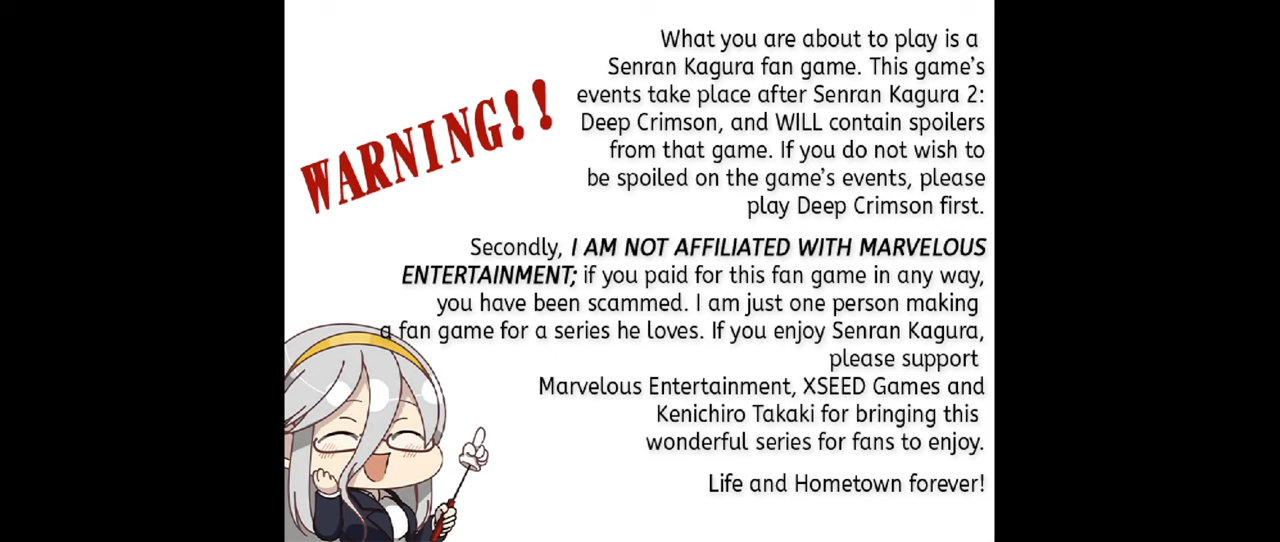 WARNING!!
What you are about to play is a
Senran Kagura fan game. This game's
events take place after Senran Kagura 2:
Deep Crimson, and WILL contain spoilers
from that game. If you do not wish to
be spoiled on the game's events, please
play Deep Crimson first.
Secondly, I AM NOT AFFILIATED WITH MARVELOUS
ENTERTAINMENT; if you paid for this fan game in any way,
you have been scammed. I am just one person making
a fan game for a series he loves. If you enjoy Senran Kagura,
please support
Marvelous Entertainment, XSEED Games and
Kenichiro Takaki for bringing this
wonderful series for fans to enjoy.
Life and Hometown forever!